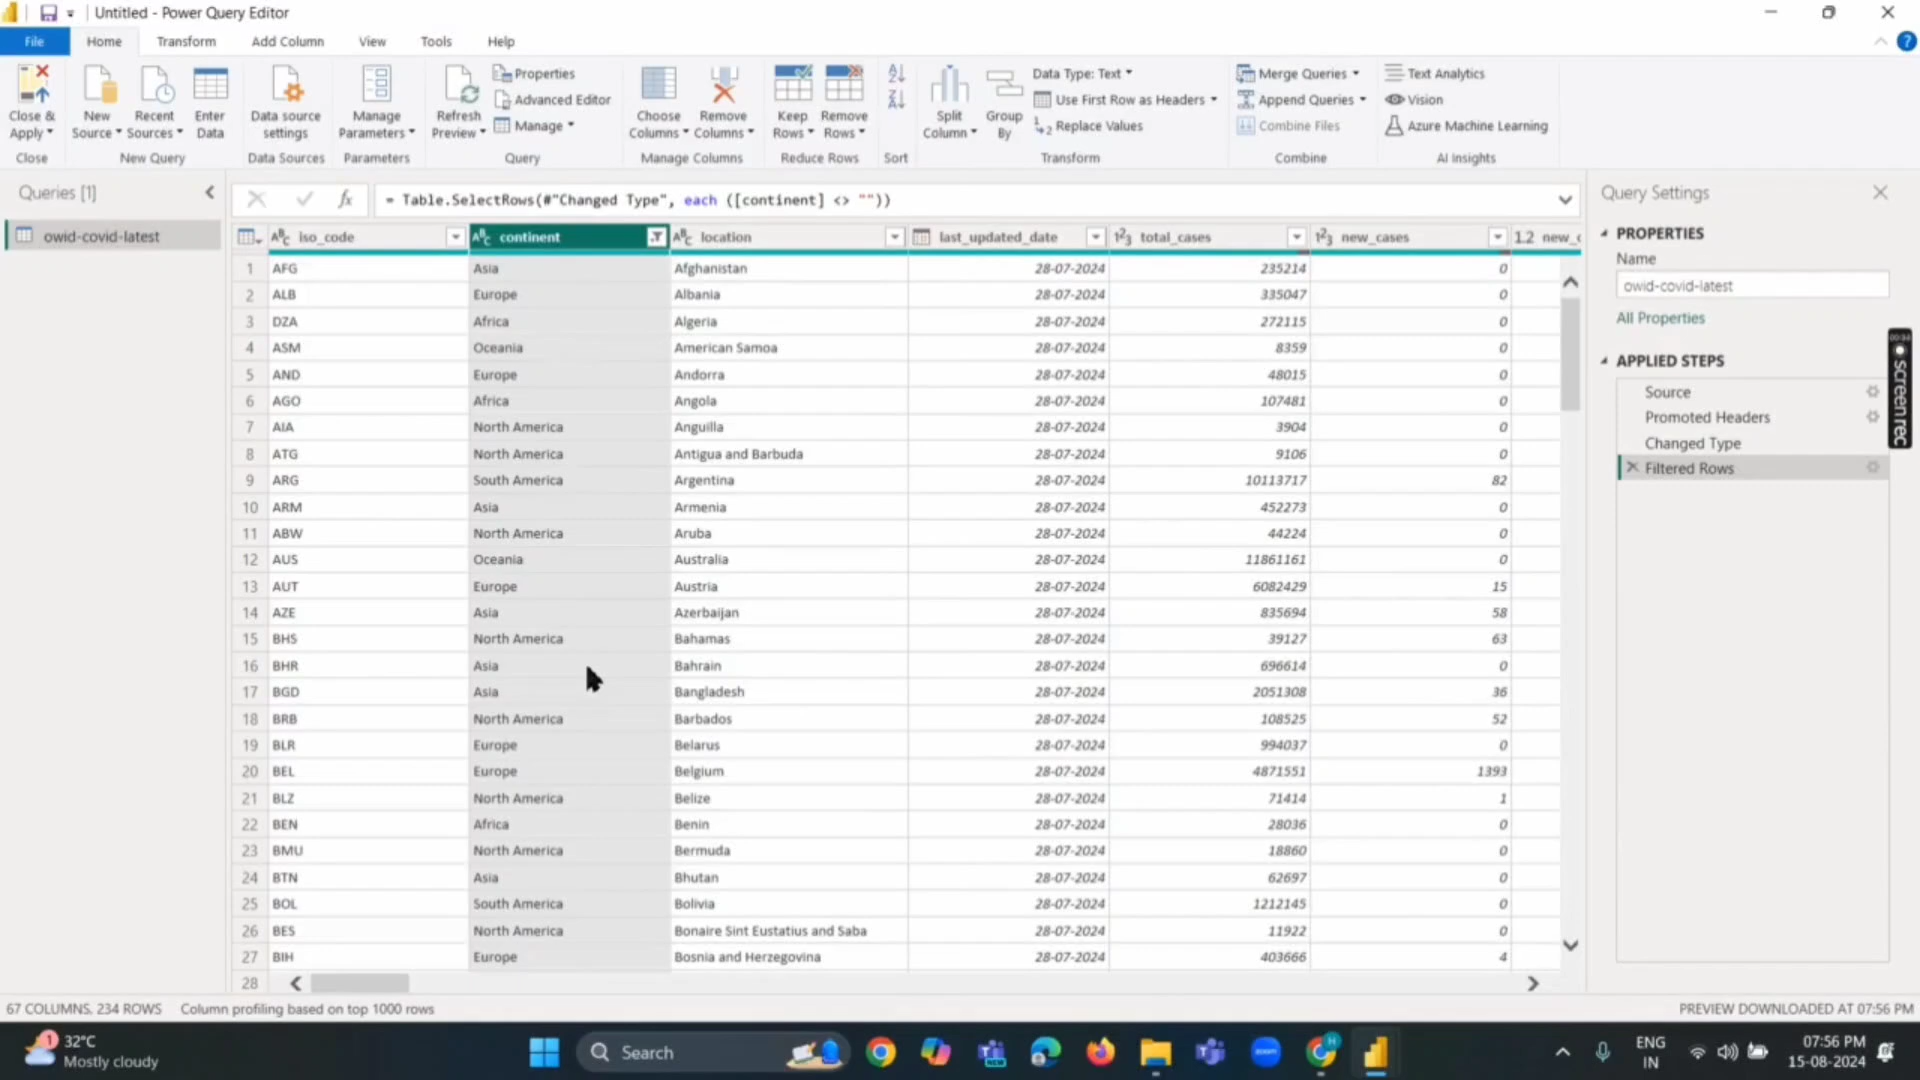 Untitled - Power Query Editor
File Home Transform Add Column View Tools Help
Close & Apply
Close
New Source
Recent Sources
Enter Data
New Query
Data source settings
Data Sources
Manage Parameters
Parameters
Refresh Preview
Properties
Advanced Editor
Manage
Query
Choose Columns
Remove Columns
Manage Columns
Keep Rows
Remove Rows
Reduce Rows
Sort
Split Column
Group By
Data Type: Text
Use First Row as Headers
Replace Values
Transform
Merge Queries
Append Queries
Combine Files
Combine
Text Analytics
Vision
Azure Machine Learning
AI Insights
Queries [1]
owid-covid-latest
fx = Table.SelectRows(#"Changed Type", each ([continent] <> ""))
iso_code continent location last_updated_date total_cases new_cases
1 AFG Asia Afghanistan 28-07-2024 235214 0
2 ALB Europe Albania 28-07-2024 335047 0
3 DZA Africa Algeria 28-07-2024 272115 0
4 ASM Oceania American Samoa 28-07-2024 8359 0
5 AND Europe Andorra 28-07-2024 48015 0
6 AGO Africa Angola 28-07-2024 107481 0
7 AIA North America Anguilla 28-07-2024 3904 0
8 ATG North America Antigua and Barbuda 28-07-2024 9106 0
9 ARG South America Argentina 28-07-2024 10113717 82
10 ARM Asia Armenia 28-07-2024 452273 0
11 ABW North America Aruba 28-07-2024 44224 0
12 AUS Oceania Australia 28-07-2024 11861161 0
13 AUT Europe Austria 28-07-2024 6082429 15
14 AZE Asia Azerbaijan 28-07-2024 835694 58
15 BHS North America Bahamas 28-07-2024 39127 63
16 BHR Asia Bahrain 28-07-2024 696614 0
17 BGD Asia Bangladesh 28-07-2024 2051308 36
18 BRB North America Barbados 28-07-2024 108525 52
19 BLR Europe Belarus 28-07-2024 994037 0
20 BEL Europe Belgium 28-07-2024 4871551 1393
21 BLZ North America Belize 28-07-2024 71414 1
22 BEN Africa Benin 28-07-2024 28036 0
23 BMU North America Bermuda 28-07-2024 18860 0
24 BTN Asia Bhutan 28-07-2024 62697 0
25 BOL South America Bolivia 28-07-2024 1212145 0
26 BES North America Bonaire Sint Eustatius and Saba 28-07-2024 11922 0
27 BIH Europe Bosnia and Herzegovina 28-07-2024 403666 4
28
Query Settings
PROPERTIES
Name
owid-covid-latest
All Properties
APPLIED STEPS
Source
Promoted Headers
Changed Type
Filtered Rows
screenrec
67 COLUMNS, 234 ROWS Column profiling based on top 1000 rows
PREVIEW DOWNLOADED AT 07:56 PM
1 32°C
Mostly cloudy
Search
zoom
ENG
IN
07:56 PM
15-08-2024